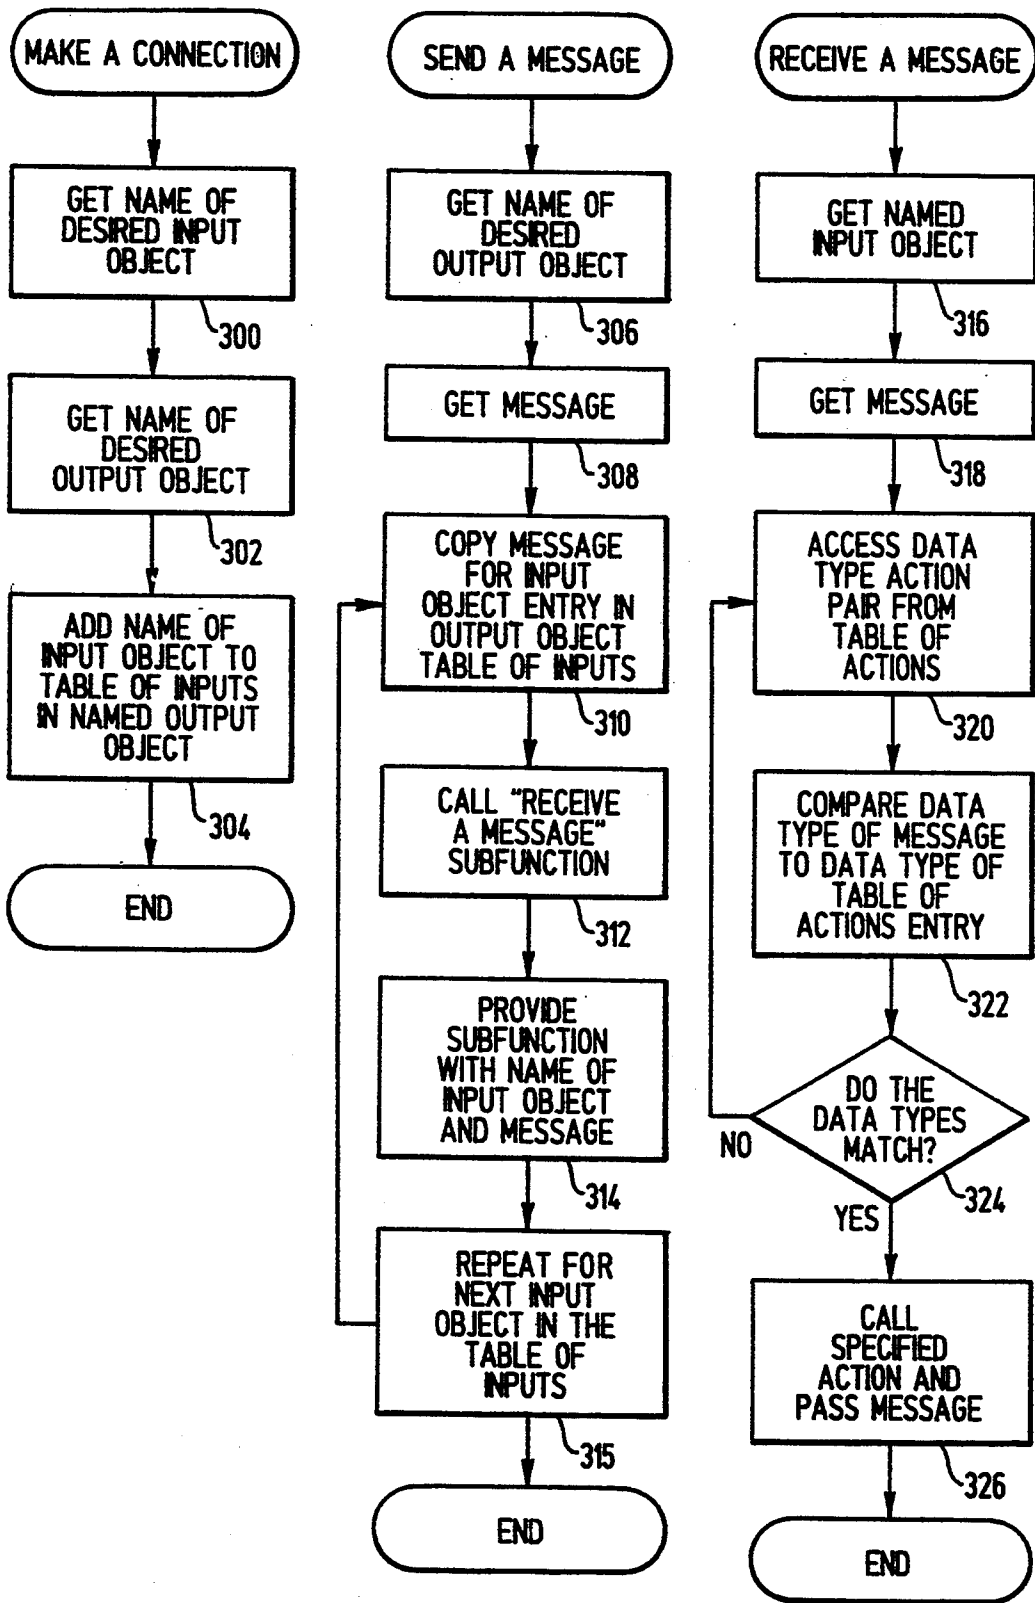 MAKE A CONNECTION
GET NAME OF
DESIRED INPUT
OBJECT
300
GET NAME OF
DESIRED
OUTPUT OBJECT
302
ADD NAME OF
INPUT OBJECT TO
TABLE OF INPUTS
IN NAMED OUTPUT
OBJECT
304
END
SEND A MESSAGE
GET NAME OF
DESIRED
OUTPUT OBJECT
306
GET MESSAGE
308
COPY MESSAGE
FOR INPUT
OBJECT ENTRY IN
OUTPUT OBJECT
TABLE OF INPUTS
310
CALL "RECEIVE
A MESSAGE"
SUBFUNCTION
312
PROVIDE
SUBFUNCTION
WITH NAME OF
INPUT OBJECT
AND MESSAGE
314
REPEAT FOR
NEXT INPUT
OBJECT IN THE
TABLE OF
INPUTS
315
END
RECEIVE A MESSAGE
GET NAMED
INPUT OBJECT
316
GET MESSAGE
318
ACCESS DATA
TYPE ACTION
PAIR FROM
TABLE OF
ACTIONS
320
COMPARE DATA
TYPE OF MESSAGE
TO DATA TYPE OF
TABLE OF
ACTIONS ENTRY
322
DO THE
DATA TYPES
MATCH?
324
NO
YES
CALL
SPECIFIED
ACTION AND
PASS MESSAGE
326
END